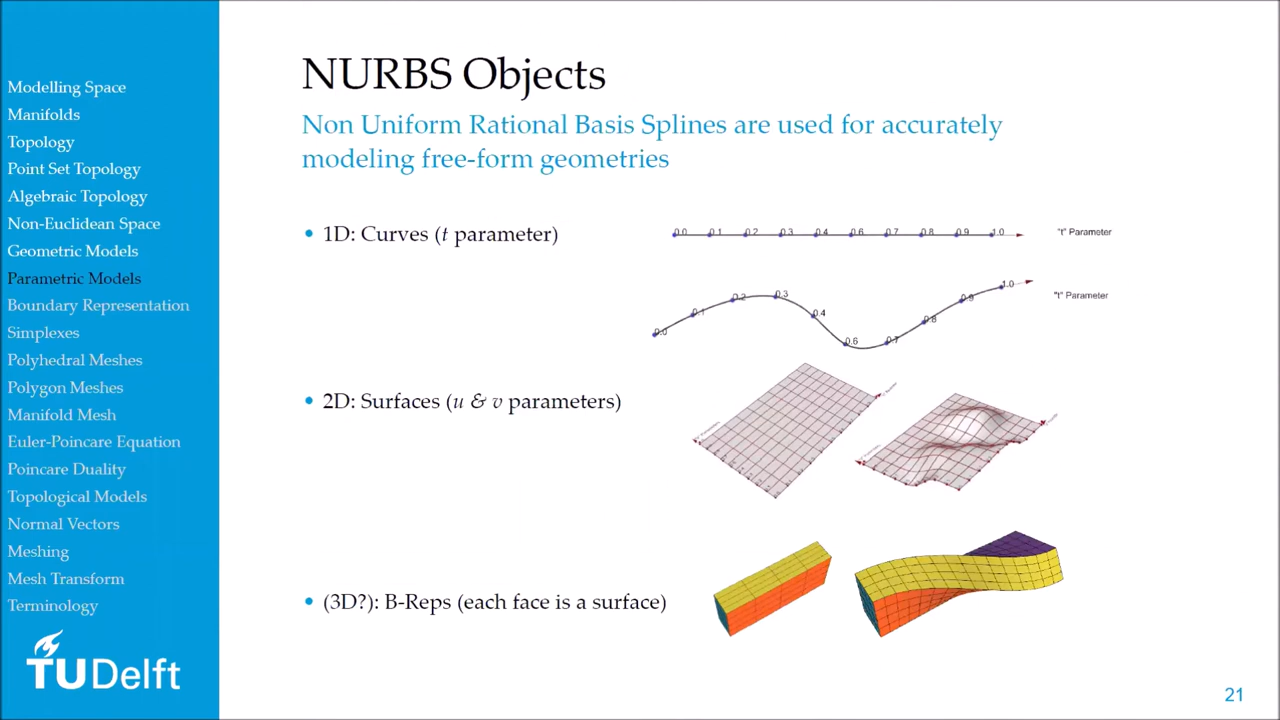 Modelling Space
Manifolds
Topology
Point Set Topology
Algebraic Topology
Non-Euclidean Space
Geometric Models
Parametric Models
Boundary Representation
Simplexes
Polyhedral Meshes
Polygon Meshes
Manifold Mesh
Euler-Poincare Equation
Poincare Duality
Topological Models
Normal Vectors
Meshing
Mesh Transform
Terminology
TUDelft
NURBS Objects
Non Uniform Rational Basis Splines are used for accurately
modeling free-form geometries
• 1D: Curves (t parameter)
0.0 0.1 0.2 0.3 0.4 0.6 0.7 0.8 0.9 1.0 "t" Parameter
0.0 0.1 0.2 0.3 0.4 0.6 0.7 0.8 0.9 1.0 "t" Parameter
• 2D: Surfaces (u & v parameters)
• (3D?): B-Reps (each face is a surface)
21